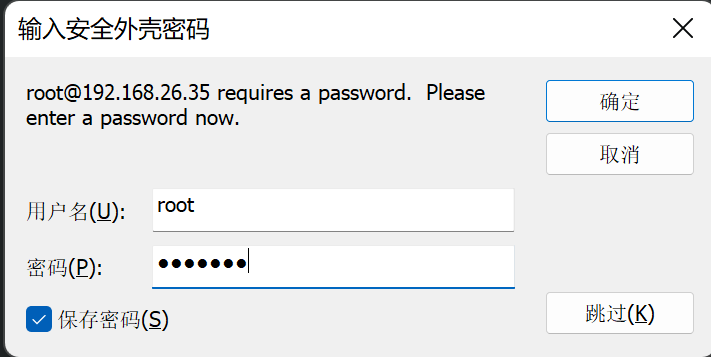 输入安全外壳密码
root@192.168.26.35 requires a password.  Please
enter a password now.
确定
取消
用户名(U):
root
密码(P):
●●●●●●●
保存密码(S)
跳过(K)